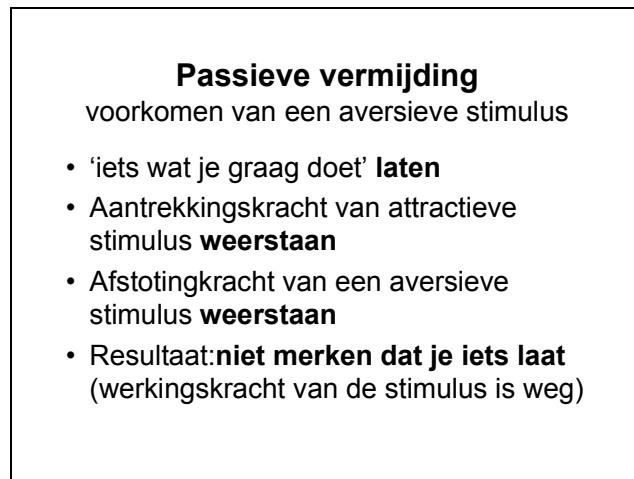 Passieve vermijding
voorkomen van een aversieve stimulus
• ‘iets wat je graag doet’ laten
• Aantrekkingskracht van attractieve
stimulus weerstaan
• Afstotingkracht van een aversieve
stimulus weerstaan
• Resultaat:niet merken dat je iets laat
(werkingskracht van de stimulus is weg)